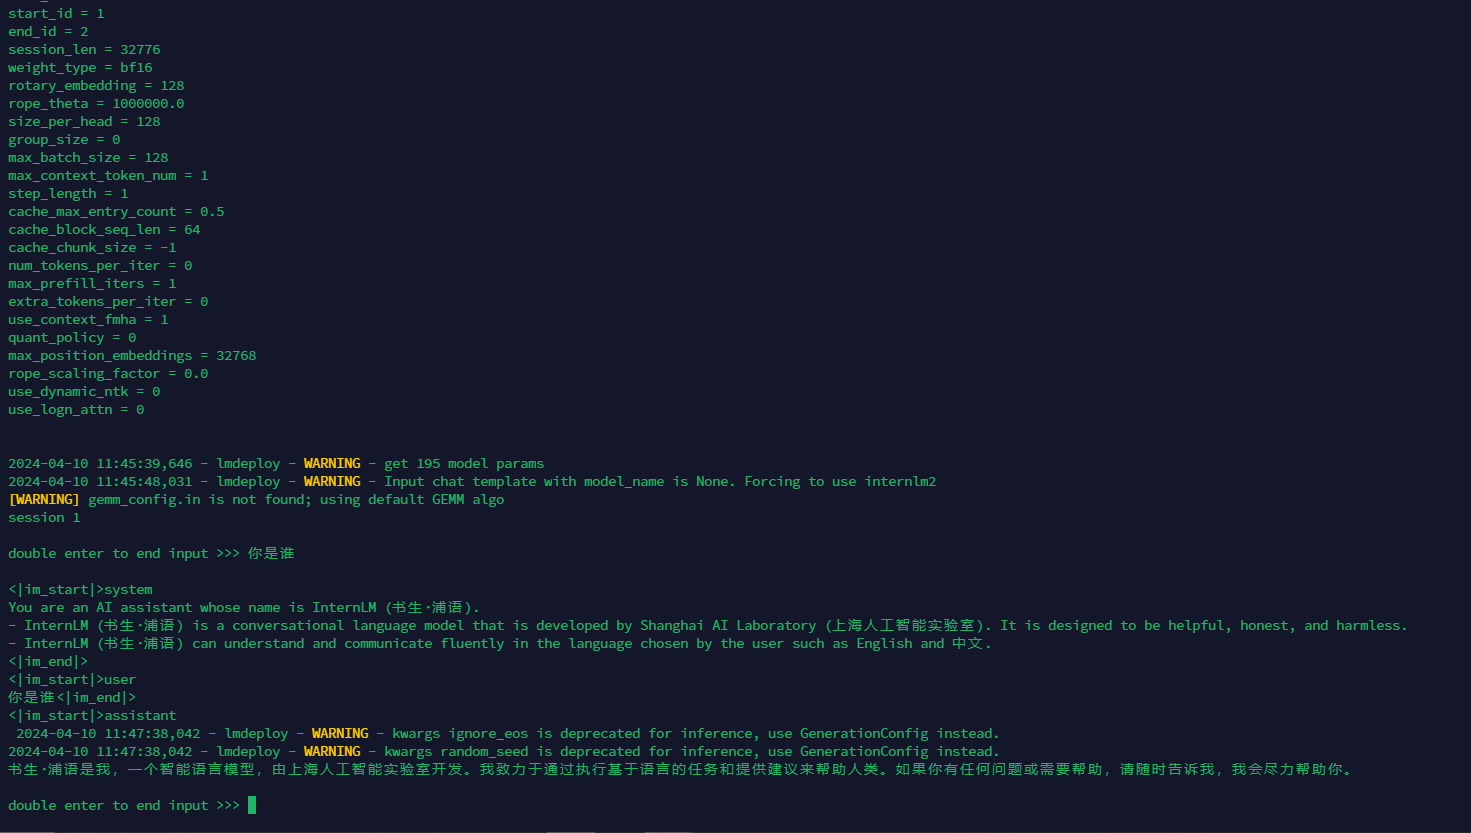 start_id = 1
end_id = 2
session_len = 32776
weight_type = bf16
rotary_embedding = 128
rope_theta = 1000000.0
size_per_head = 128
group_size = 0
max_batch_size = 128
max_context_token_num = 1
step_length = 1
cache_max_entry_count = 0.5
cache_block_seq_len = 64
cache_chunk_size = -1
num_tokens_per_iter = 0
max_prefill_iters = 1
extra_tokens_per_iter = 0
use_context_fmha = 1
quant_policy = 0
max_position_embeddings = 32768
rope_scaling_factor = 0.0
use_dynamic_ntk = 0
use_logn_attn = 0
2024-04-10 11:45:39,646 - lmdeploy - WARNING - get 195 model params
2024-04-10 11:45:48,031 - lmdeploy - WARNING - Input chat template with model_name is None. Forcing to use internlm2
[WARNING] gemm_config.in is not found; using default GEMM algo
session 1
double enter to end input >>> 你是谁
<|im_start|>system
You are an AI assistant whose name is InternLM (书生·浦语).
- InternLM (书生·浦语) is a conversational language model that is developed by Shanghai AI Laboratory (上海人工智能实验室). It is designed to be helpful, honest, and harmless.
- InternLM (书生·浦语) can understand and communicate fluently in the language chosen by the user such as English and 中文.
<|im_end|>
<|im_start|>user
你是谁<|im_end|>
<|im_start|>assistant
2024-04-10 11:47:38,042 - lmdeploy - WARNING - kwargs ignore_eos is deprecated for inference, use GenerationConfig instead.
2024-04-10 11:47:38,042 - lmdeploy - WARNING - kwargs random_seed is deprecated for inference, use GenerationConfig instead.
书生·浦语是我，一个智能语言模型，由上海人工智能实验室开发。我致力于通过执行基于语言的任务和提供建议来帮助人类。如果你有任何问题或需要帮助，请随时告诉我，我会尽力帮助你。
double enter to end input >>>